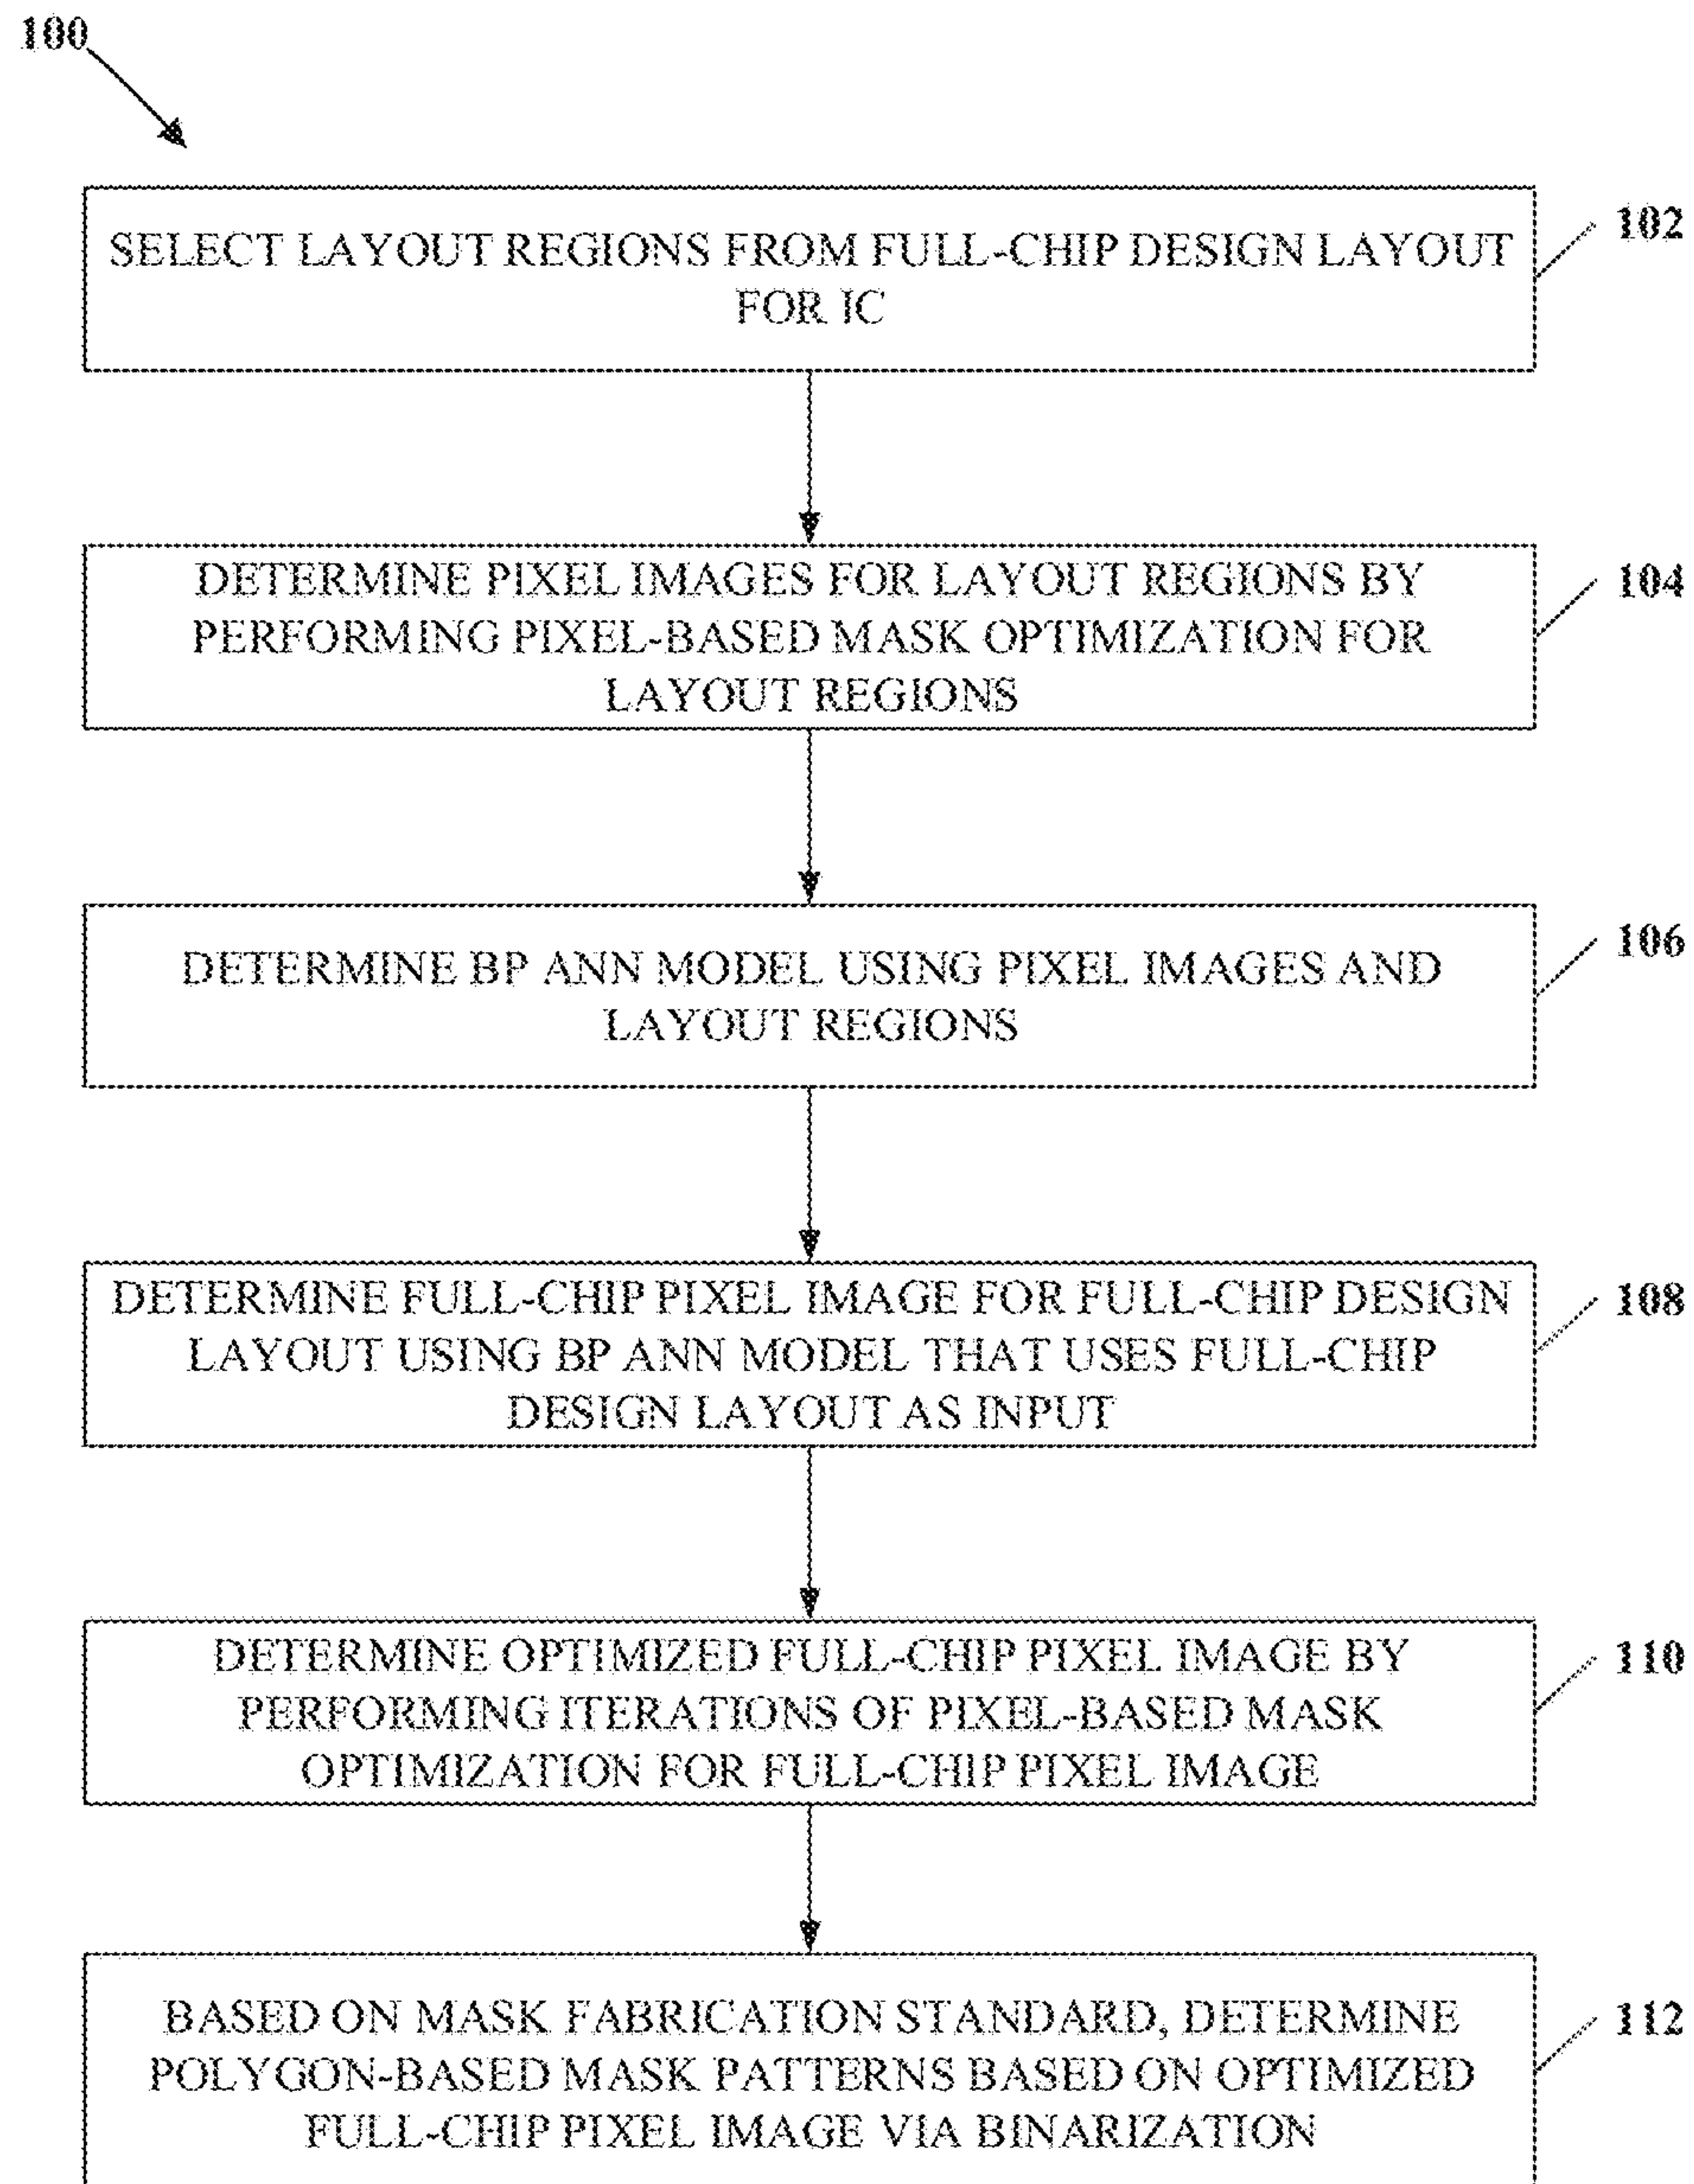 100
SELECT LAYOUT REGIONS FROM FULL-CHIP DESIGN LAYOUT
FOR IC
102
DETERMINE PIXEL IMAGES FOR LAYOUT REGIONS BY
PERFORMING PIXEL-BASED MASK OPTIMIZATION FOR
LAYOUT REGIONS
104
DETERMINE BP ANN MODEL USING PIXEL IMAGES AND
LAYOUT REGIONS
106
DETERMINE FULL-CHIP PIXEL IMAGE FOR FULL-CHIP DESIGN
LAYOUT USING BP ANN MODEL THAT USES FULL-CHIP
DESIGN LAYOUT AS INPUT
108
DETERMINE OPTIMIZED FULL-CHIP PIXEL IMAGE BY
PERFORMING ITERATIONS OF PIXEL-BASED MASK
OPTIMIZATION FOR FULL-CHIP PIXEL IMAGE
110
BASED ON MASK FABRICATION STANDARD, DETERMINE
POLYGON-BASED MASK PATTERNS BASED ON OPTIMIZED
FULL-CHIP PIXEL IMAGE VIA BINARIZATION
112